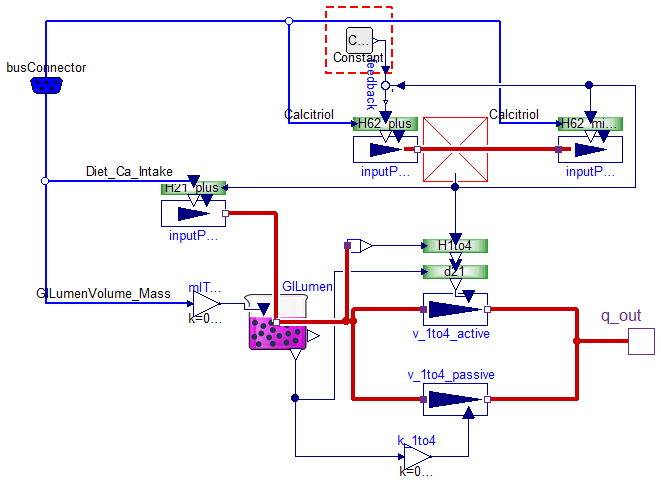 C...
Constant
busConnector
feedback
Calcitriol
Calcitriol
H62_plus
H62_mi...
inputP...
inputP...
Diet_Ca_Intake
H21_plus
inputP...
H1to4
d21
GILumenVolume_Mass
mlT...
GILumen
k=0...
v_1to4_active
q_out
v_1to4_passive
k_1to4
k=0...